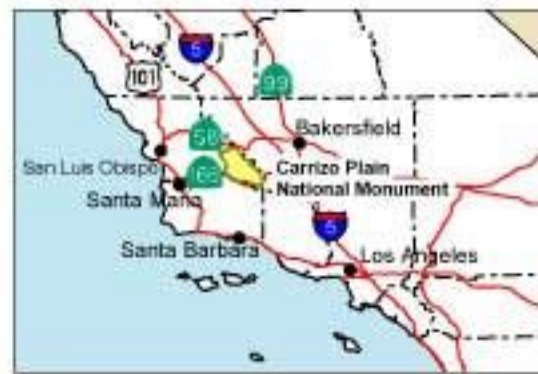 5
101
99
58
Bakersfield
San Luis Obispo
166
Carrizo Plain
National Monument
Santa Maria
5
Santa Barbara
Los Angeles